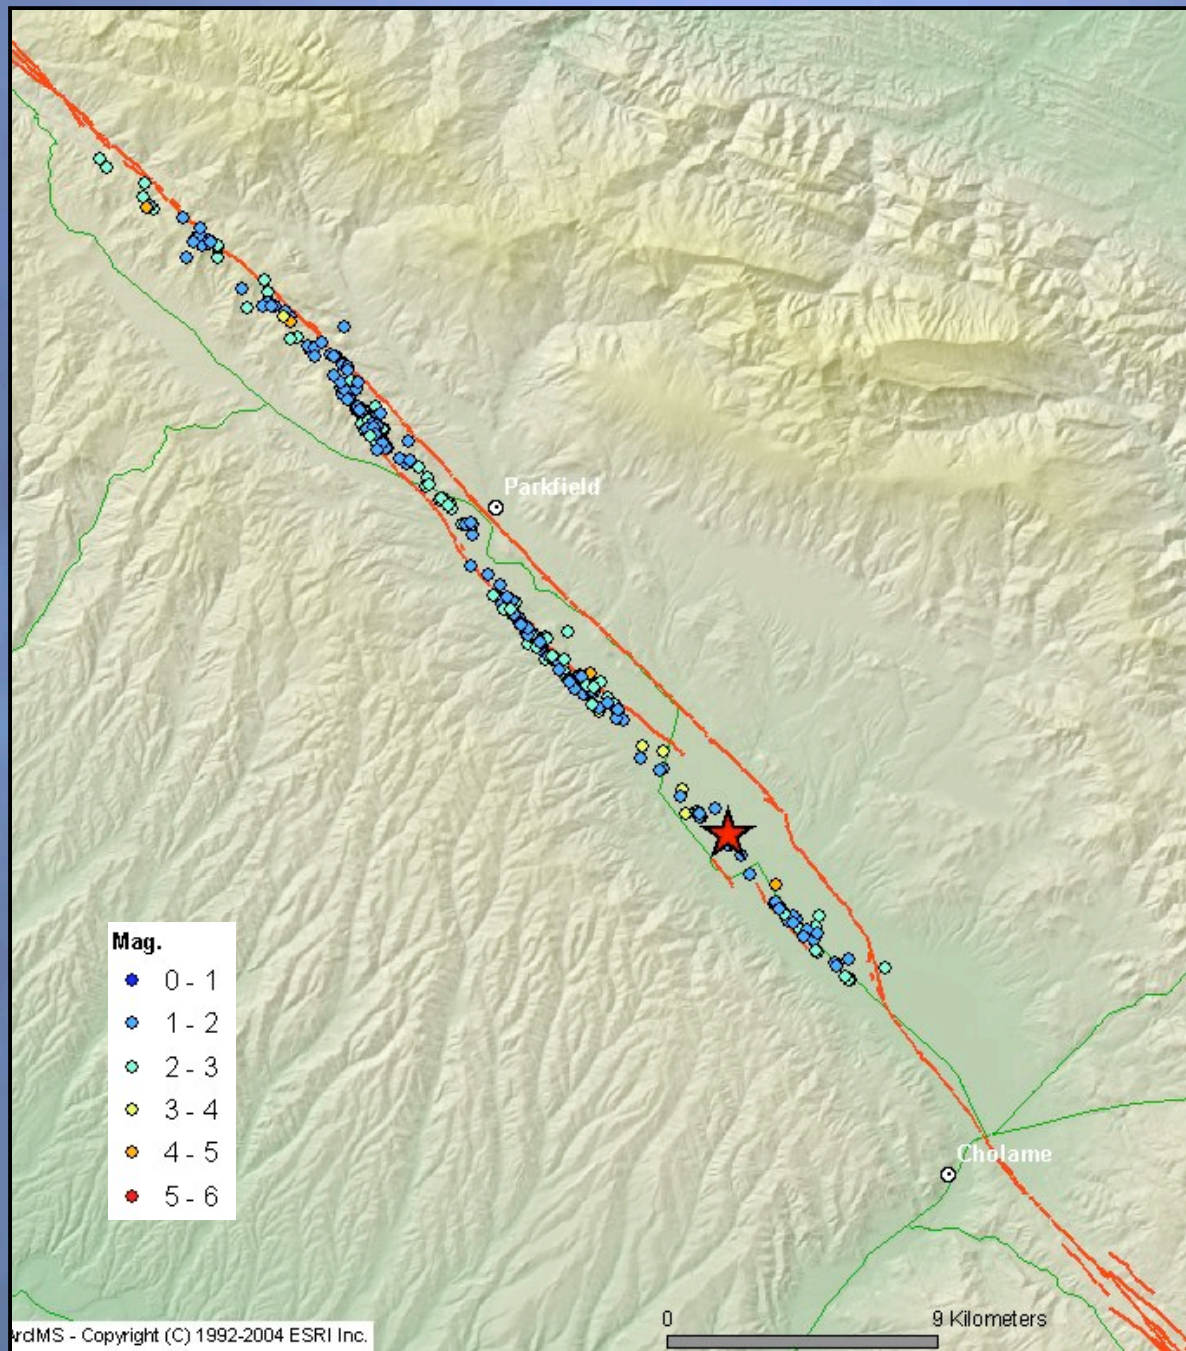 Parkfield
Mag.
0 - 1
1 - 2
2 - 3
3 - 4
4 - 5
5 - 6
Cholame
0 9 Kilometers
ArcIMS - Copyright (C) 1992-2004 ESRI Inc.